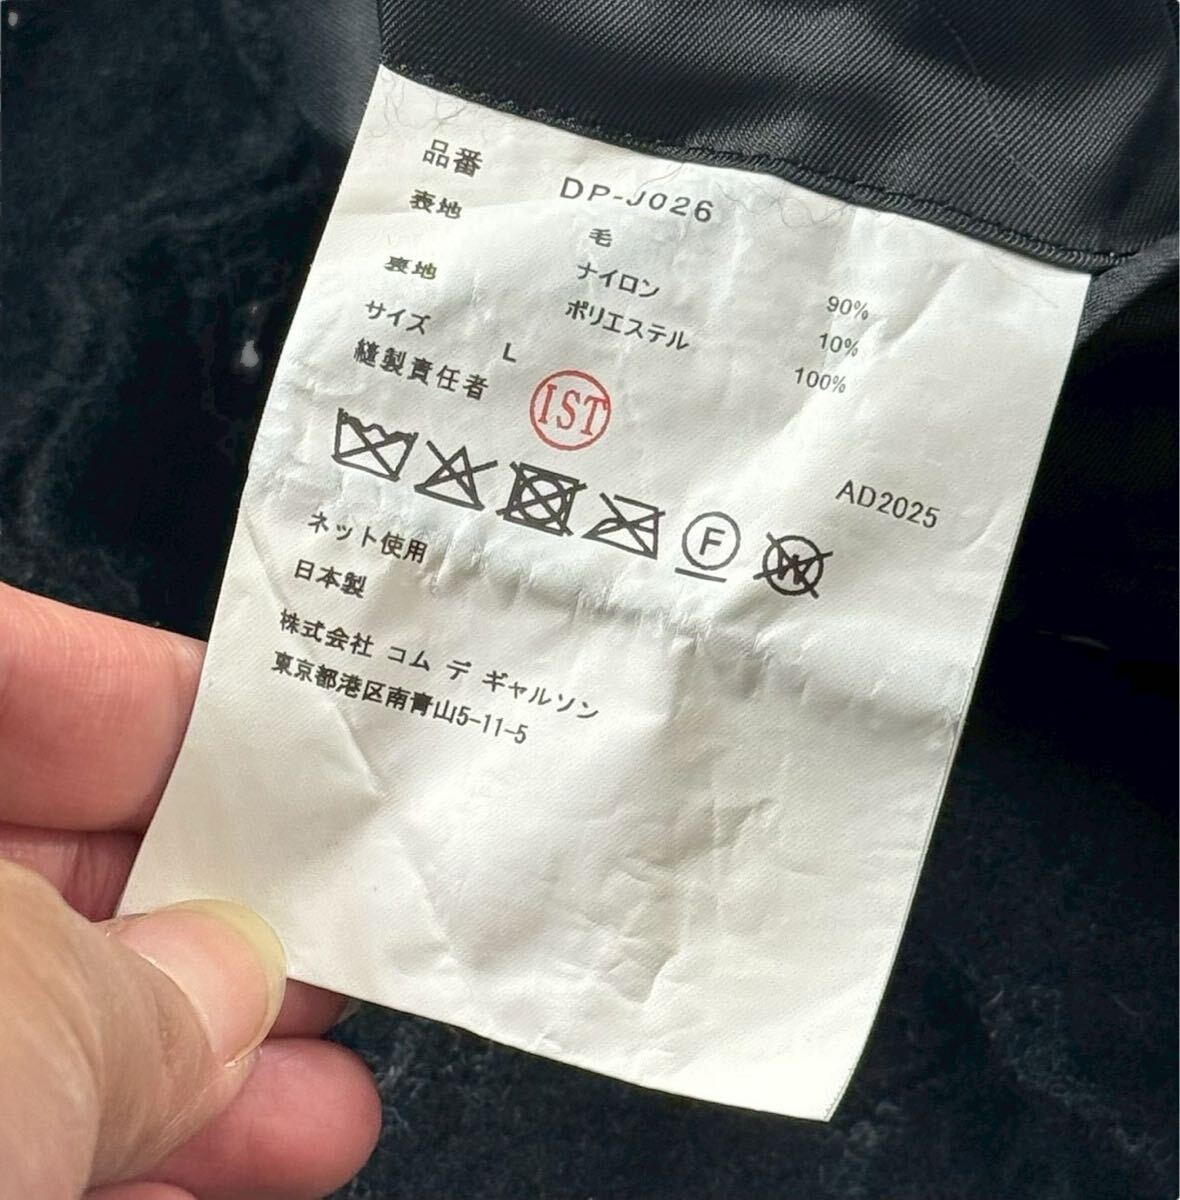 品番 DP-J026
表地 毛 90%
ナイロン 10%
裏地 ポリエステル 100%
サイズ L
縫製責任者 IST
AD2025
F
W
ネット使用
日本製
株式会社 コム デ ギャルソン
東京都港区南青山5-11-5